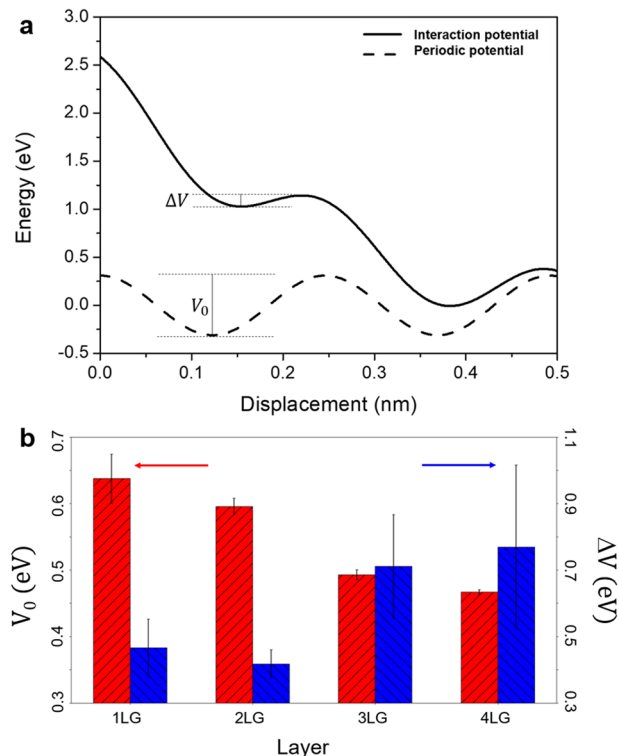 a
3.0
2.5
2.0
1.5
1.0
0.5
0.0
-0.5
Energy (eV)
Interaction potential
Periodic potential
ΔV
V₀
0.0 0.1 0.2 0.3 0.4 0.5
Displacement (nm)
b
0.7
0.6
0.5
0.4
0.3
V₀ (eV)
1.1
0.9
0.7
0.5
0.3
ΔV (eV)
1LG 2LG 3LG 4LG
Layer